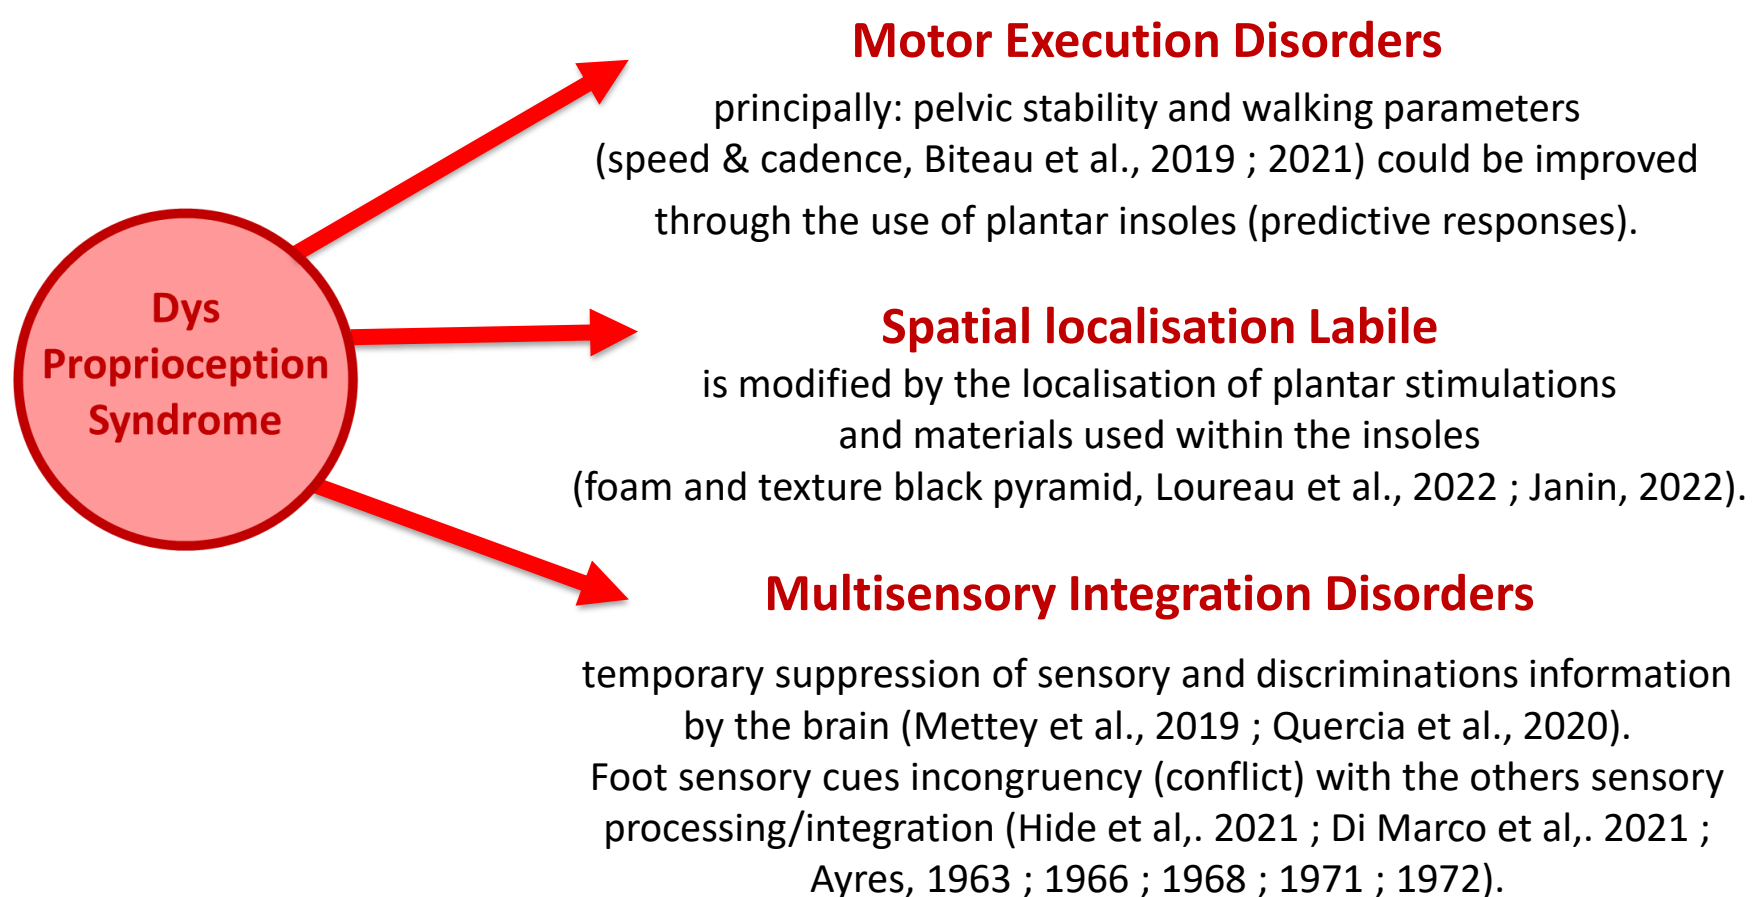 Motor Execution Disorders
principally: pelvic stability and walking parameters
(speed & cadence, Biteau et al., 2019 ; 2021) could be improved
through the use of plantar insoles (predictive responses).
Dys
Proprioception
Syndrome
Spatial localisation Labile
is modified by the localisation of plantar stimulations
and materials used within the insoles
(foam and texture black pyramid, Loureau et al., 2022 ; Janin, 2022).
Multisensory Integration Disorders
temporary suppression of sensory and discriminations information
by the brain (Mettey et al., 2019 ; Quercia et al., 2020).
Foot sensory cues incongruency (conflict) with the others sensory
processing/integration (Hide et al,. 2021 ; Di Marco et al,. 2021 ;
Ayres, 1963 ; 1966 ; 1968 ; 1971 ; 1972).